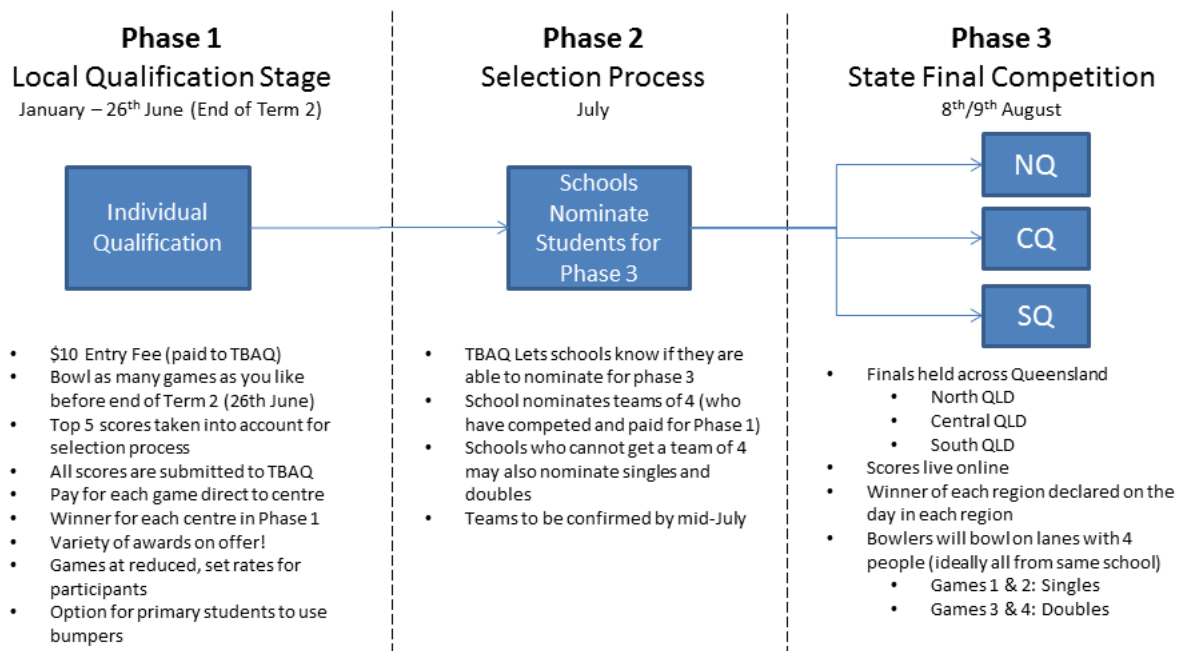 Phase 1
Local Qualification Stage
January – 26th June (End of Term 2)
Individual
Qualification
• $10 Entry Fee (paid to TBAQ)
• Bowl as many games as you like
before end of Term 2 (26th June)
• Top 5 scores taken into account for
selection process
• All scores are submitted to TBAQ
• Pay for each game direct to centre
• Winner for each centre in Phase 1
• Variety of awards on offer!
• Games at reduced, set rates for
participants
• Option for primary students to use
bumpers
Phase 2
Selection Process
July
Schools
Nominate
Students for
Phase 3
• TBAQ Lets schools know if they are
able to nominate for phase 3
• School nominates teams of 4 (who
have competed and paid for Phase 1)
• Schools who cannot get a team of 4
may also nominate singles and
doubles
• Teams to be confirmed by mid-July
Phase 3
State Final Competition
8th/9th August
NQ
CQ
SQ
• Finals held across Queensland
• North QLD
• Central QLD
• South QLD
• Scores live online
• Winner of each region declared on the
day in each region
• Bowlers will bowl on lanes with 4
people (ideally all from same school)
• Games 1 & 2: Singles
• Games 3 & 4: Doubles